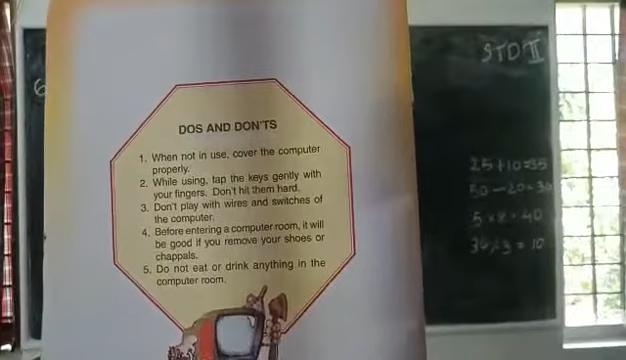 DOS AND DON'TS
1. When not in use, cover the computer
properly.
2. While using, tap the keys gently with
your fingers. Don't hit them hard.
3. Don't play with wires and switches of
the computer.
4. Before entering a computer room, it will
be good if you remove your shoes or
chappals.
5. Do not eat or drink anything in the
computer room.
STD II
25+10=35
50-20=30
5×8=40
= 10